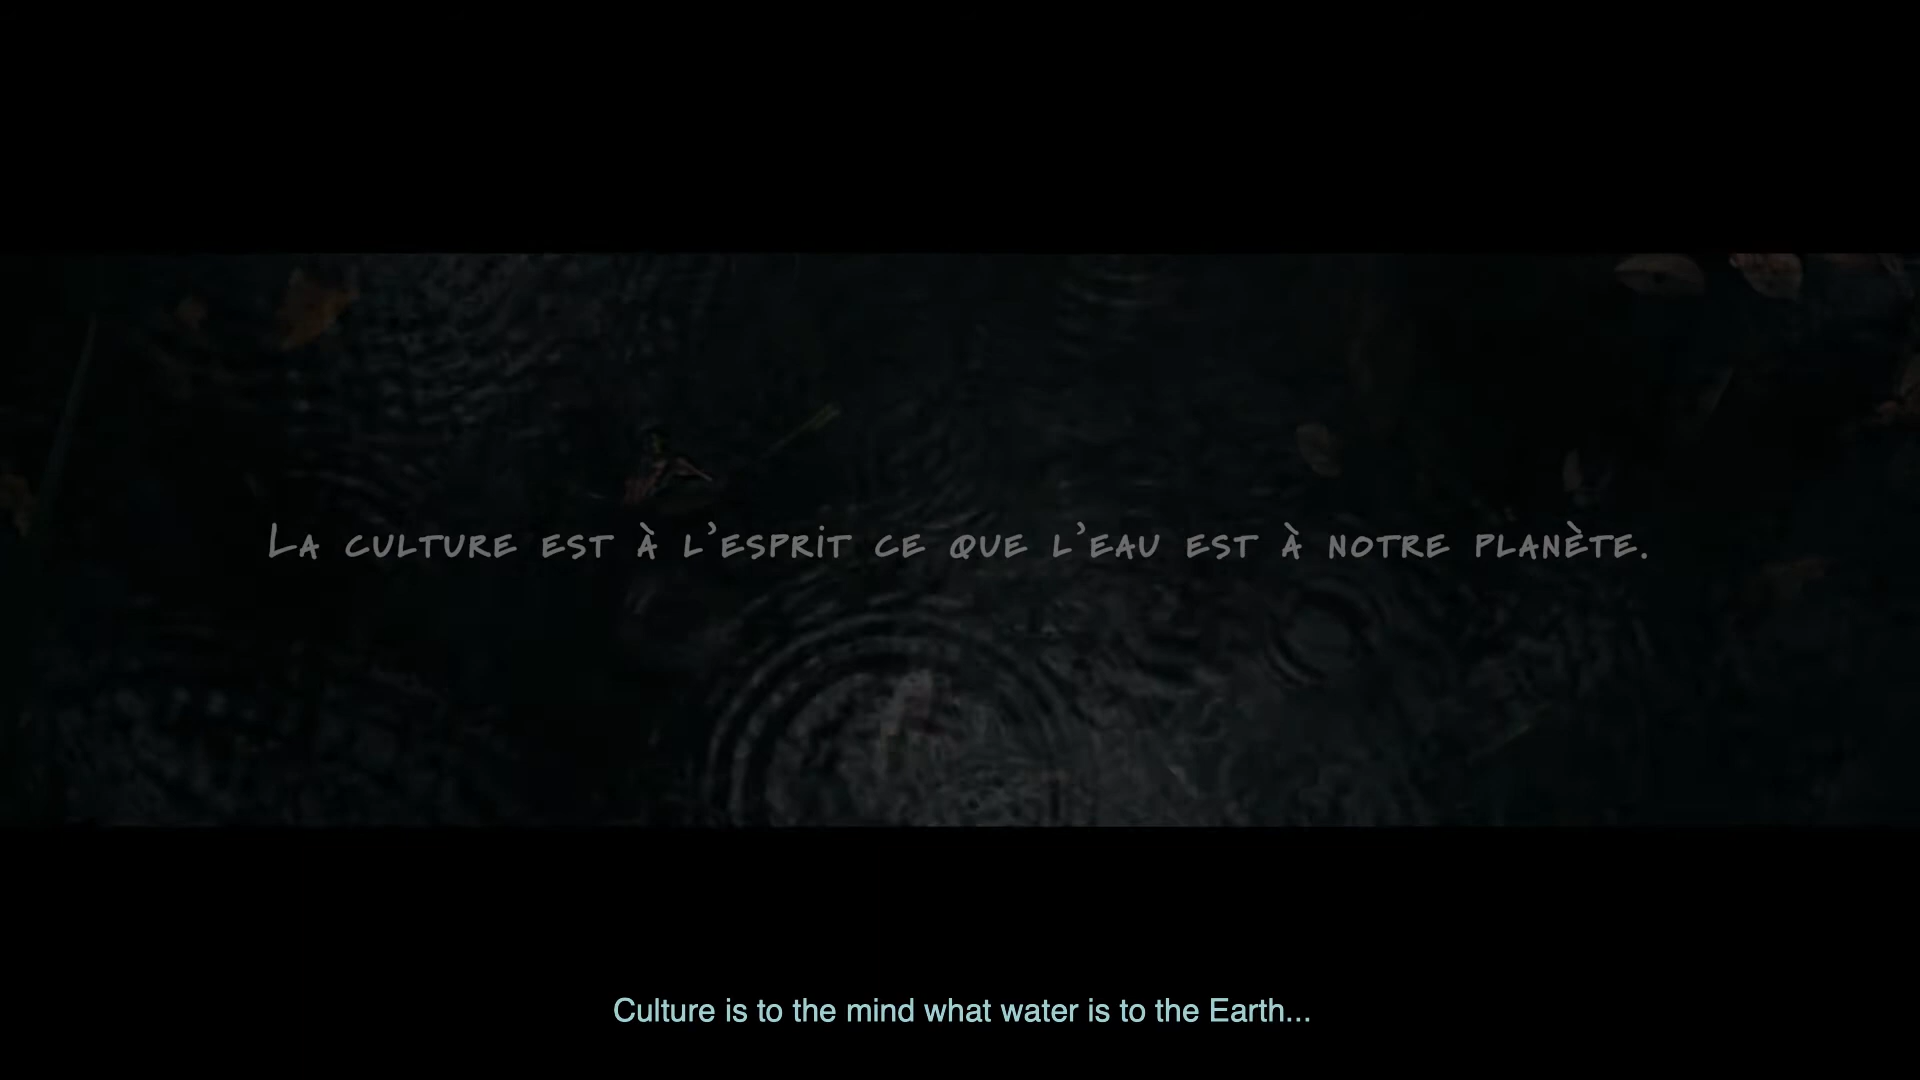 La culture est à l'esprit ce que l'eau est à notre planète.
Culture is to the mind what water is to the Earth...